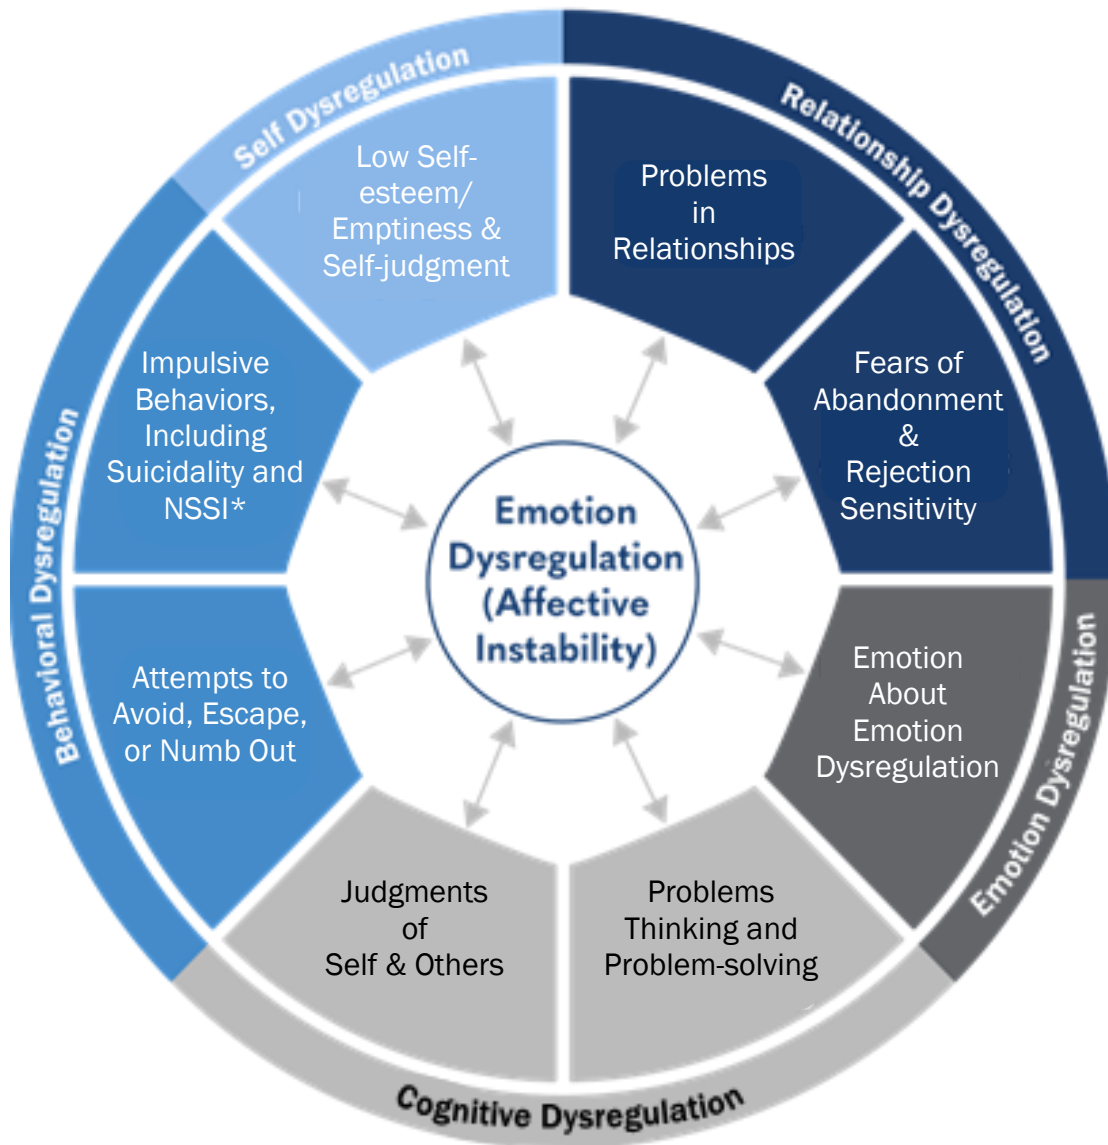 Self Dysregulation
Relationship Dysregulation
Low Self-
esteem/
Emptiness &
Self-judgment
Problems
in
Relationships
Impulsive
Behaviors,
Including
Suicidality and
NSSI*
Fears of
Abandonment
&
Rejection
Sensitivity
Behavioral Dysregulation
Emotion
Dysregulation
(Affective
Instability)
Attempts to
Avoid, Escape,
or Numb Out
Emotion
About
Emotion
Dysregulation
Emotion Dysregulation
Judgments
of
Self & Others
Problems
Thinking and
Problem-solving
Cognitive Dysregulation